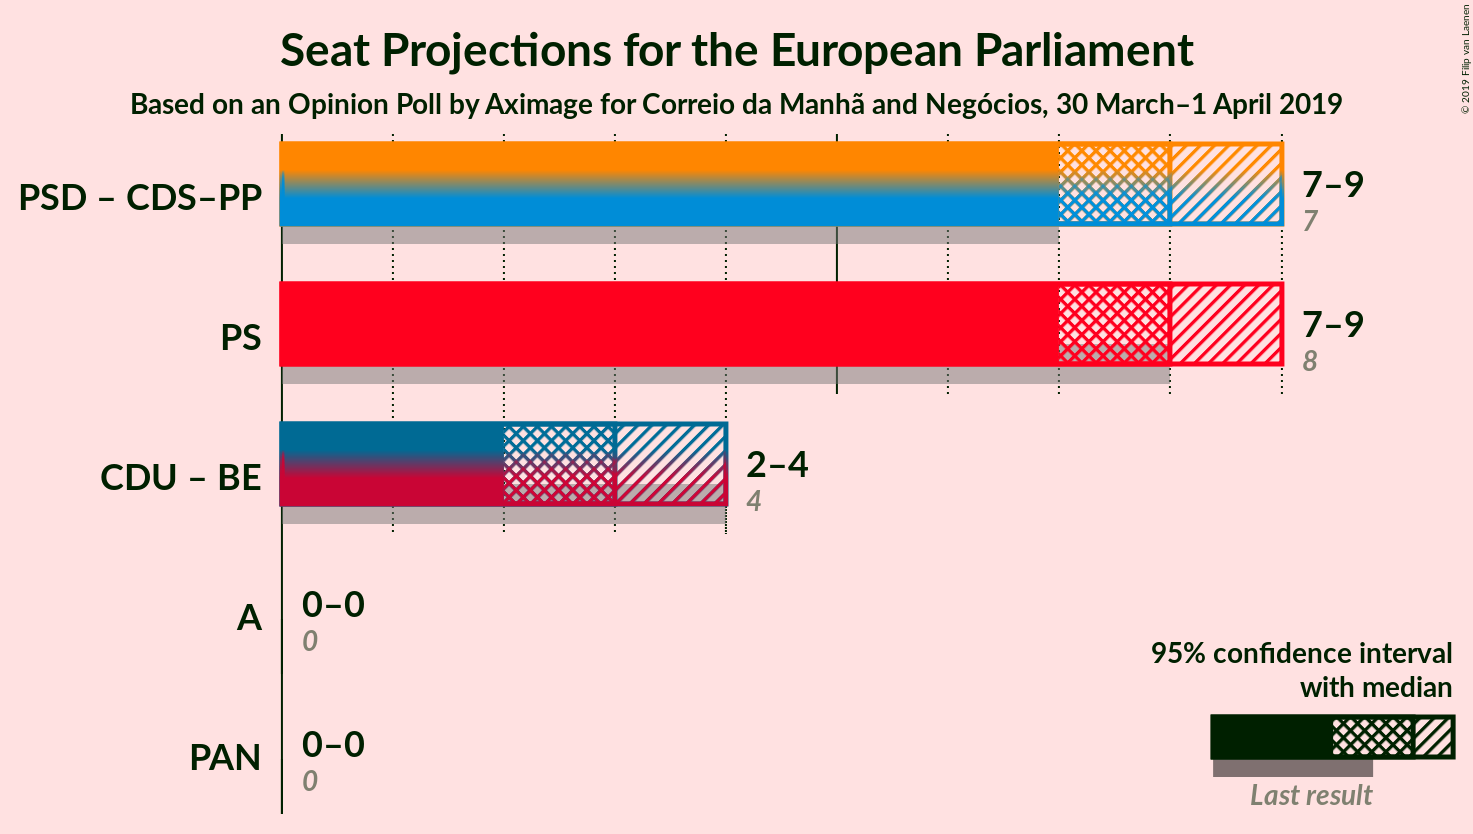 Seat Projections for the European Parliament
Based on an Opinion Poll by Aximage for Correio da Manhã and Negócios, 30 March–1 April 2019
© 2019 Filip van Laenen
PSD – CDS–PP
7–9
7
PS
7–9
8
CDU – BE
2–4
4
A
0–0
0
PAN
0–0
0
95% confidence interval
with median
Last result